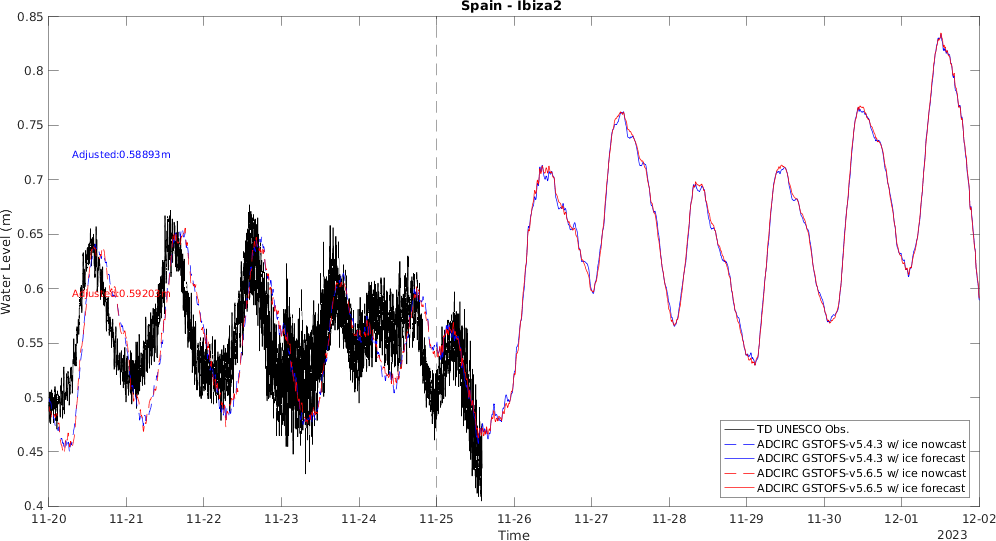 Spain - Ibiza2
0.85
0.8
0.75
0.7
0.65
0.6
0.55
0.5
0.45
0.4
Water Level (m)
Adjusted:0.58893m
Adjusted:0.59203m
TD UNESCO Obs.
ADCIRC GSTOFS-v5.4.3 w/ ice nowcast
ADCIRC GSTOFS-v5.4.3 w/ ice forecast
ADCIRC GSTOFS-v5.6.5 w/ ice nowcast
ADCIRC GSTOFS-v5.6.5 w/ ice forecast
11-20 11-21 11-22 11-23 11-24 11-25 11-26 11-27 11-28 11-29 11-30 12-01 12-02
Time
2023